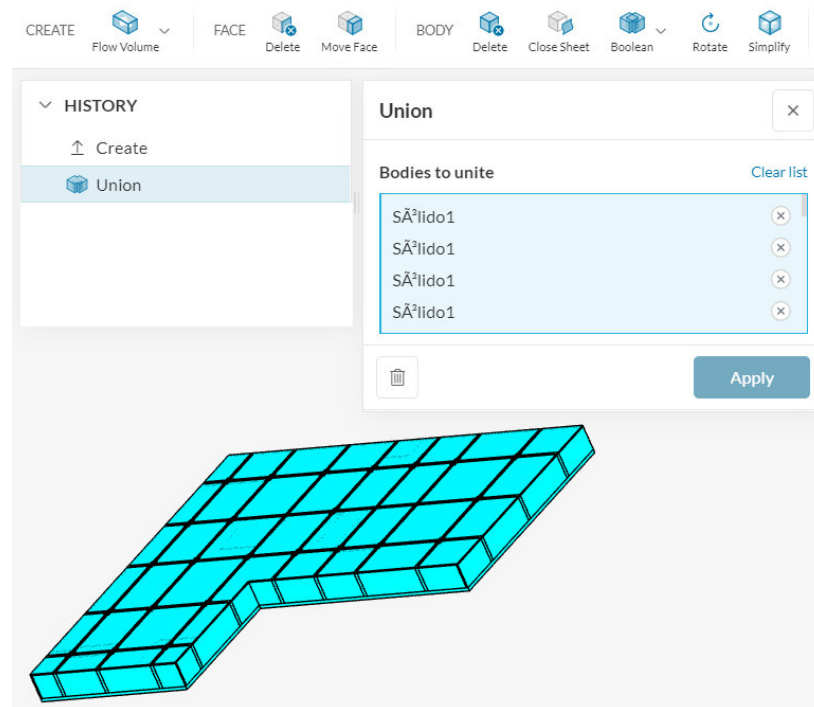 CREATE
Flow Volume
FACE
Delete
Move Face
BODY
Delete
Close Sheet
Boolean
Rotate
Simplify
HISTORY
Create
Union
Union
Bodies to unite
Clear list
SÃ³lido1
SÃ³lido1
SÃ³lido1
SÃ³lido1
Apply